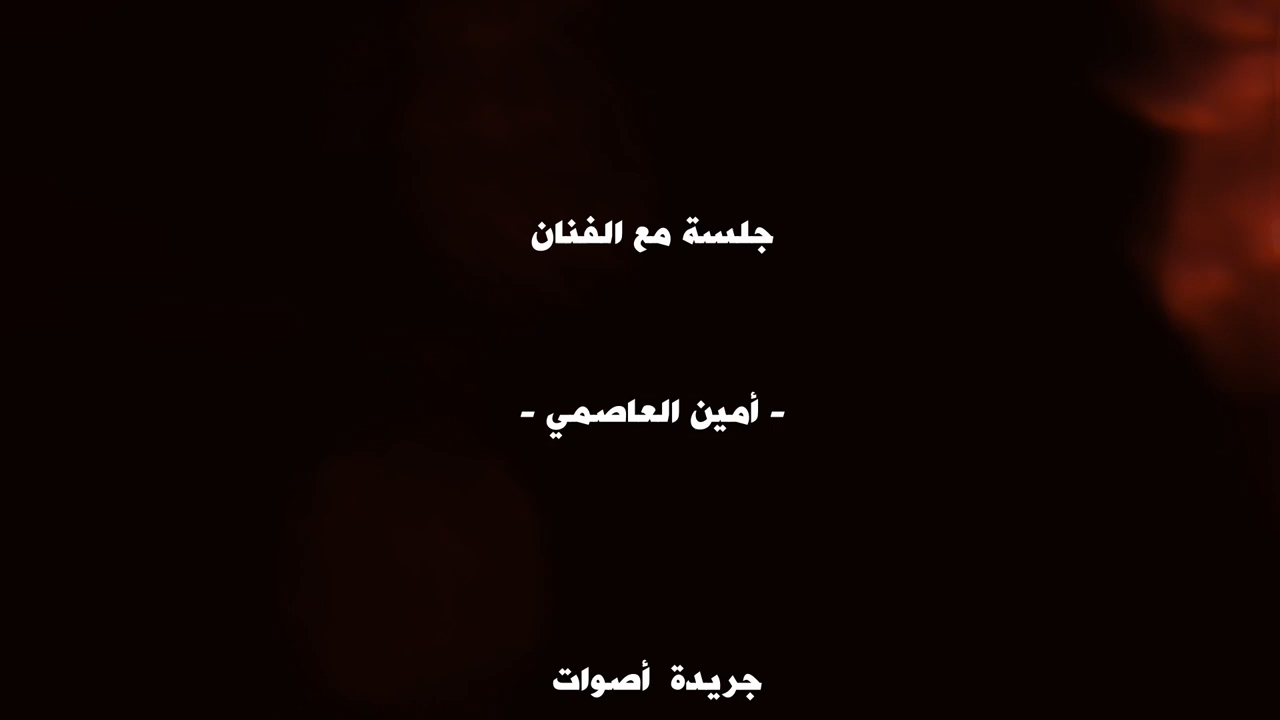 جلسة مع الفنان
- أمين العاصمي -
جريدة أصوات